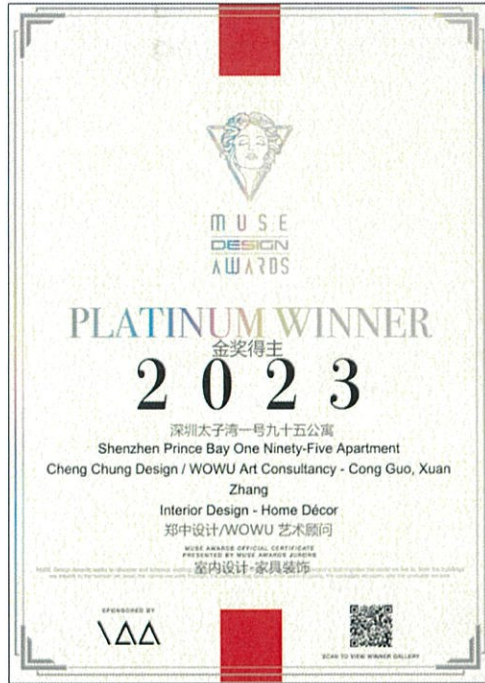 MUSE
DESIGN
AWARDS
PLATINUM WINNER
金奖得主
2023
深圳太子湾一号九十五公寓
Shenzhen Prince Bay One Ninety-Five Apartment
Cheng Chung Design / WOWU Art Consultancy - Cong Guo, Xuan
Zhang
Interior Design - Home Décor
郑中设计/WOWU 艺术顾问
MUSE AWARDS OFFICIAL CERTIFICATE
PRESENTED BY MUSE AWARDS JURORS
室内设计-家具装饰
SPONSORED BY
SCAN TO VIEW WINNER GALLERY